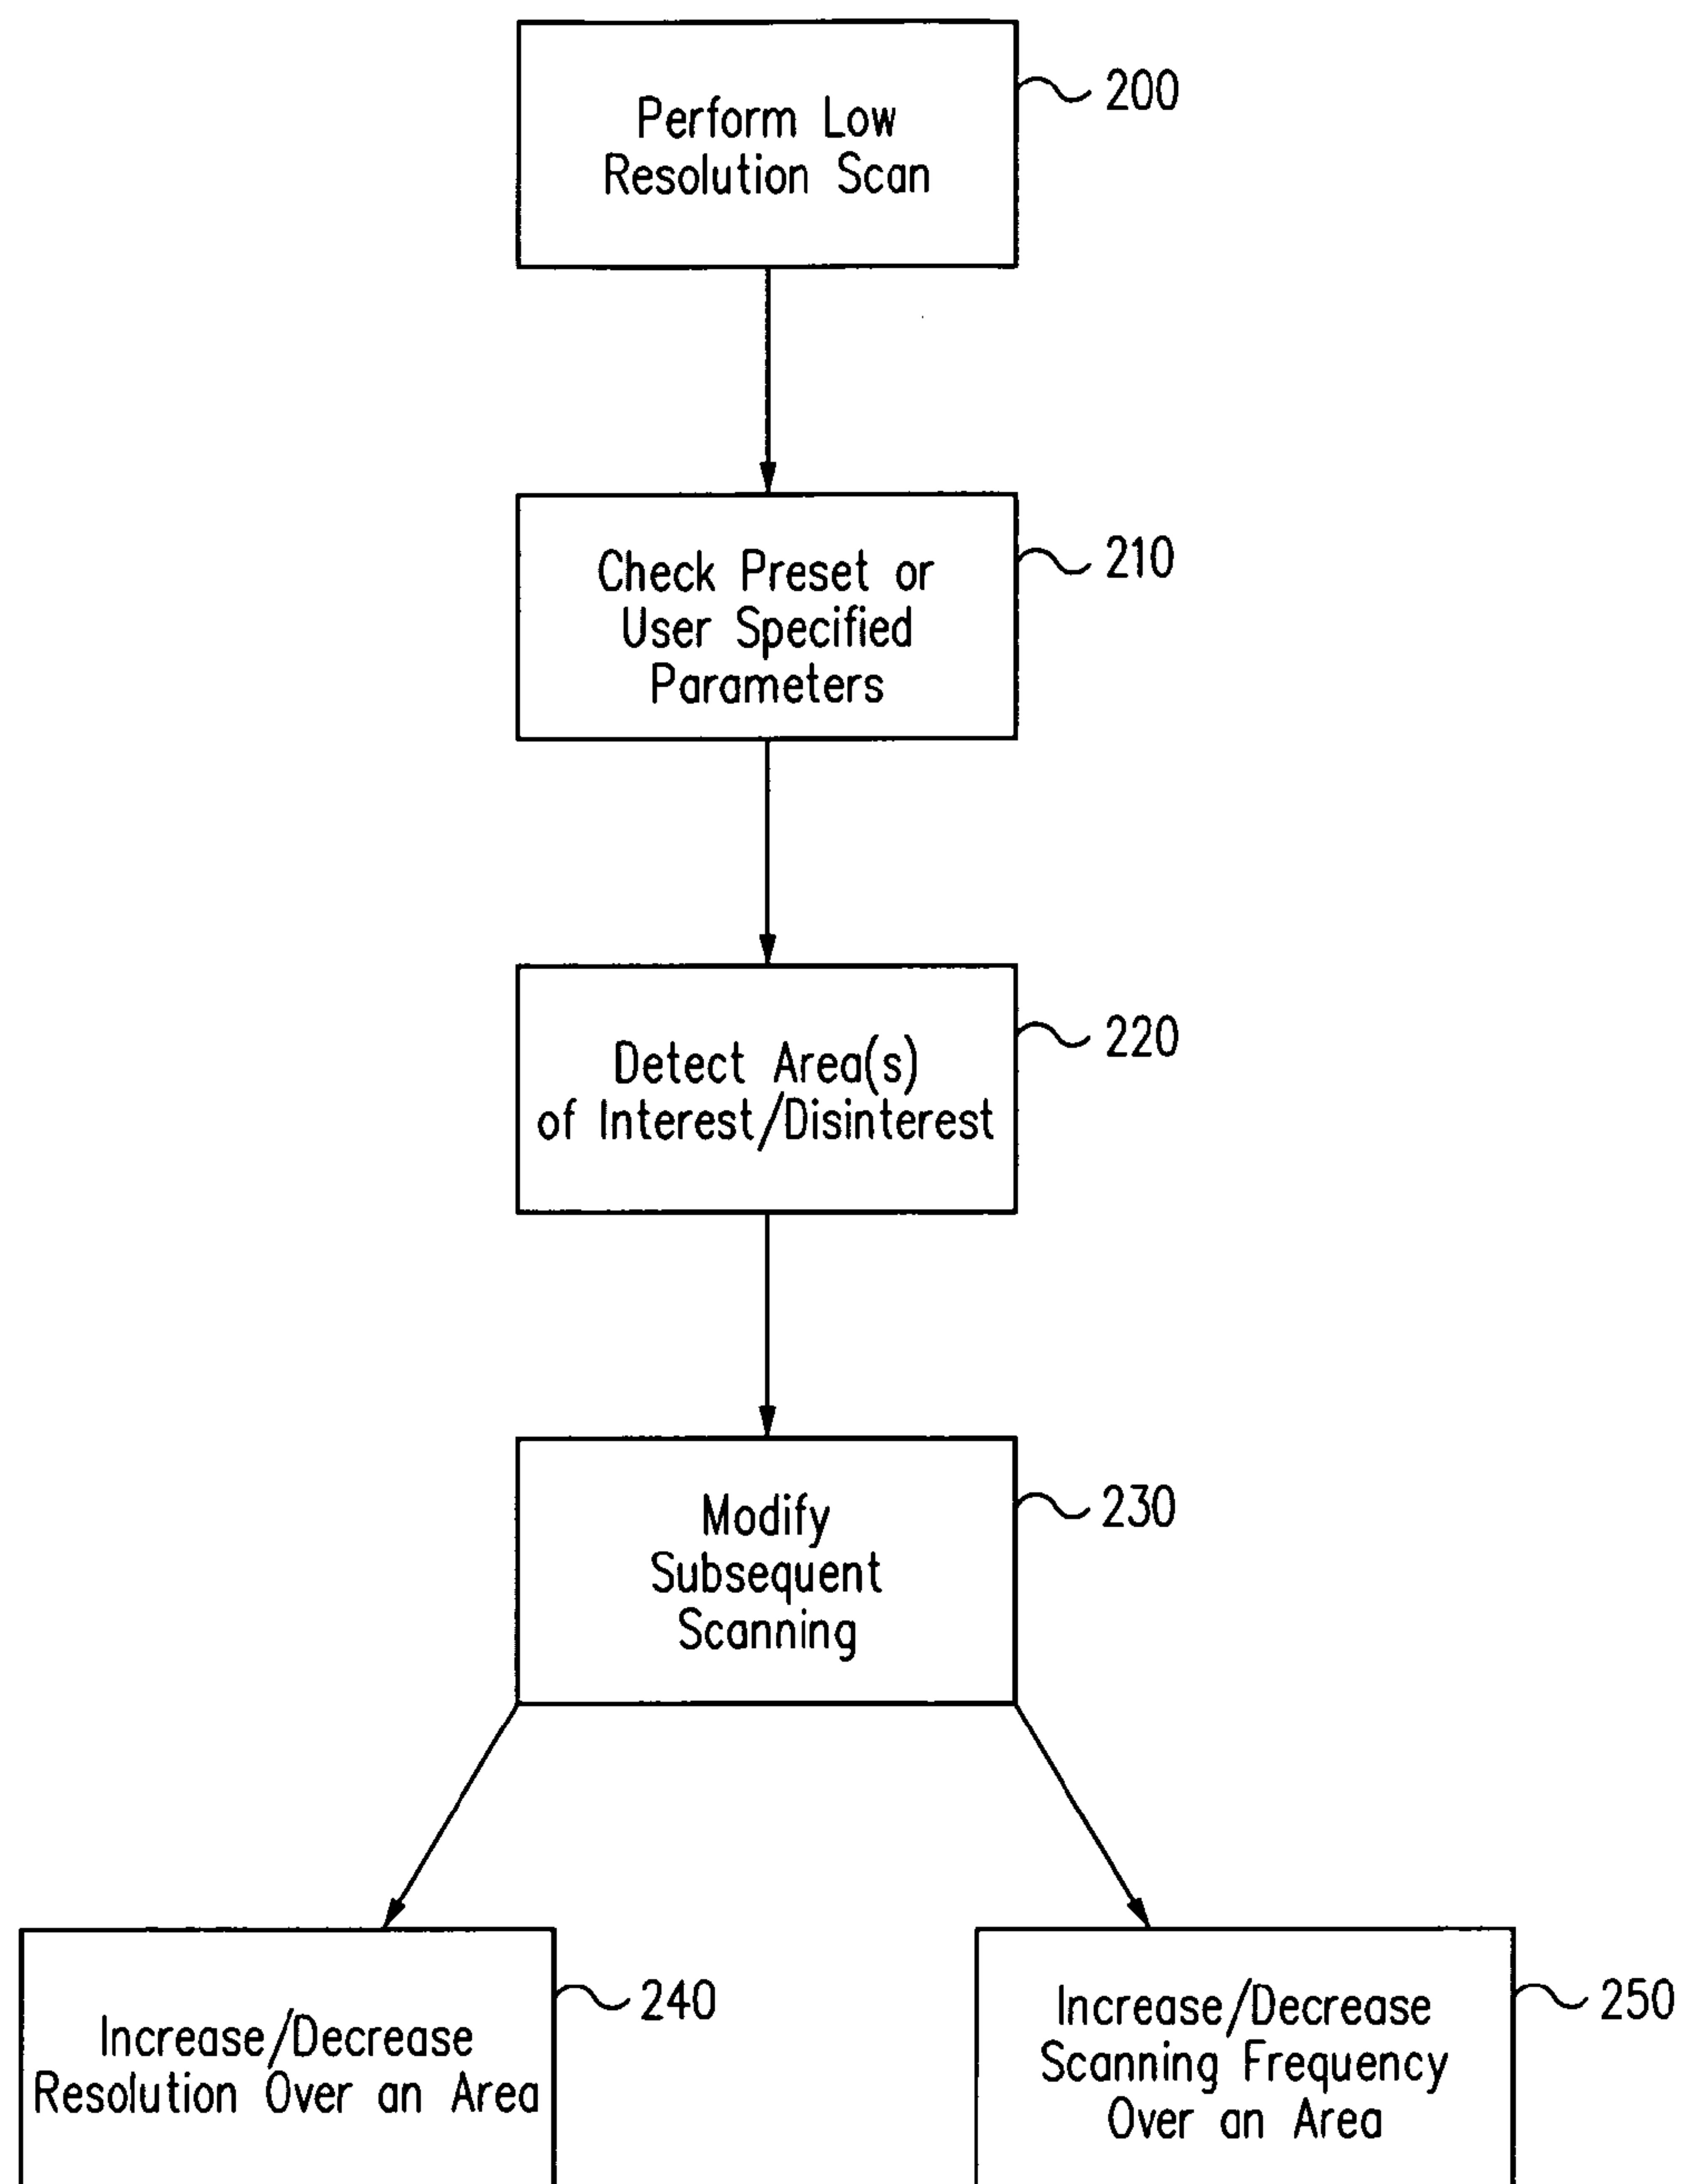 Perform Low
Resolution Scan
200
Check Preset or
User Specified
Parameters
210
Detect Area(s)
of Interest/Disinterest
220
Modify
Subsequent
Scanning
230
Increase/Decrease
Resolution Over an Area
240
Increase/Decrease
Scanning Frequency
Over an Area
250